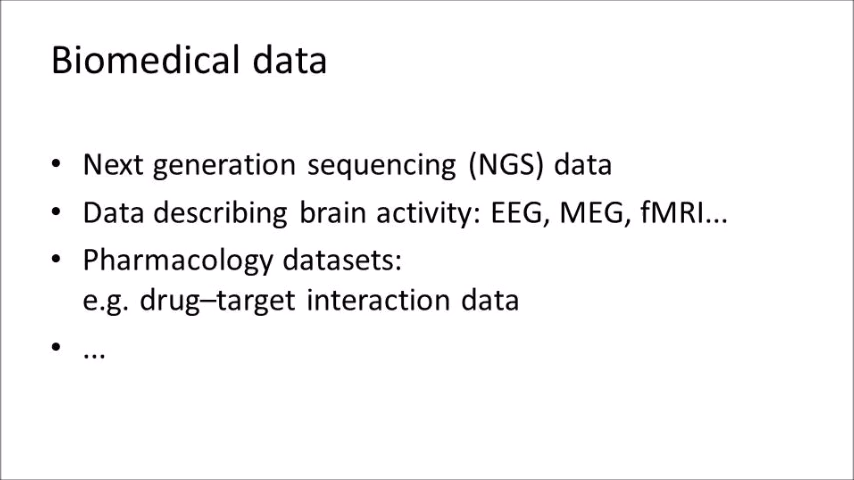 Biomedical data
• Next generation sequencing (NGS) data
• Data describing brain activity: EEG, MEG, fMRI...
• Pharmacology datasets:
e.g. drug–target interaction data
• ...